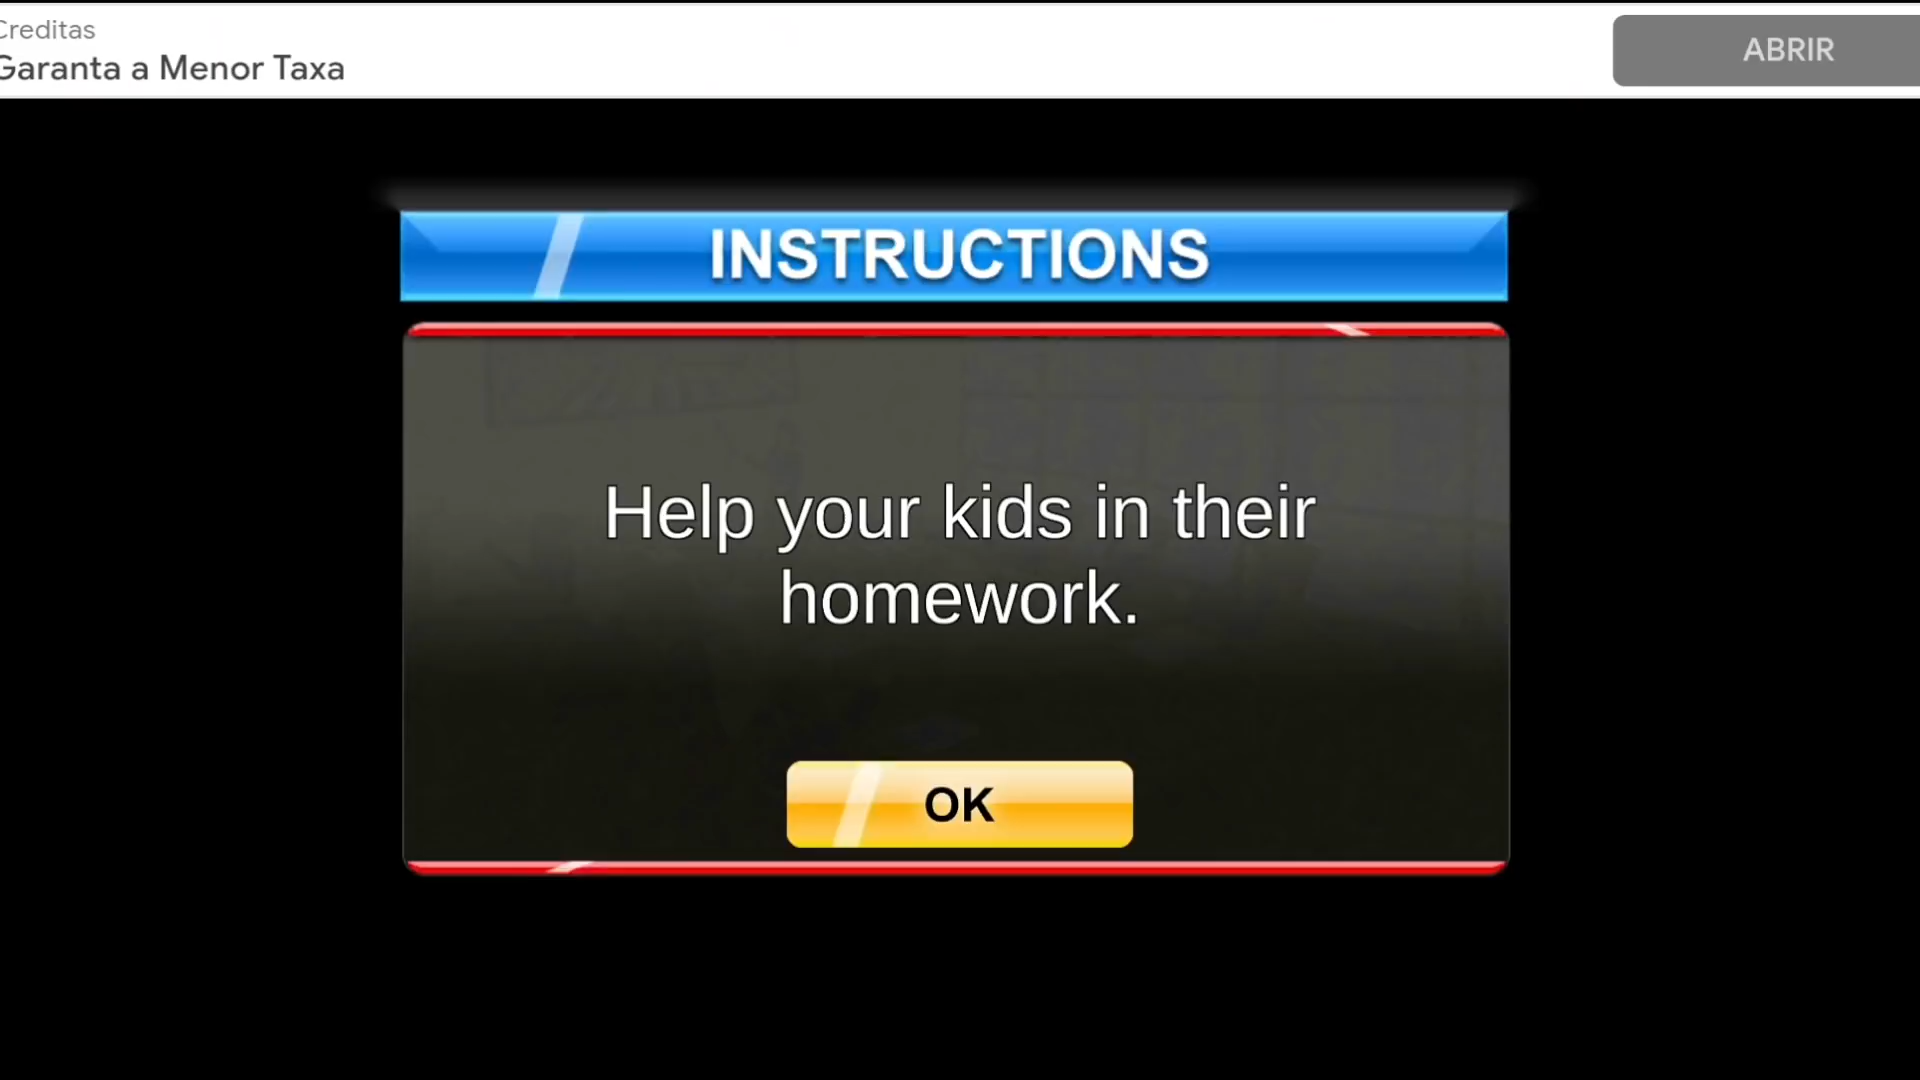 Creditas
Garanta a Menor Taxa
ABRIR
INSTRUCTIONS
Help your kids in their
homework.
OK